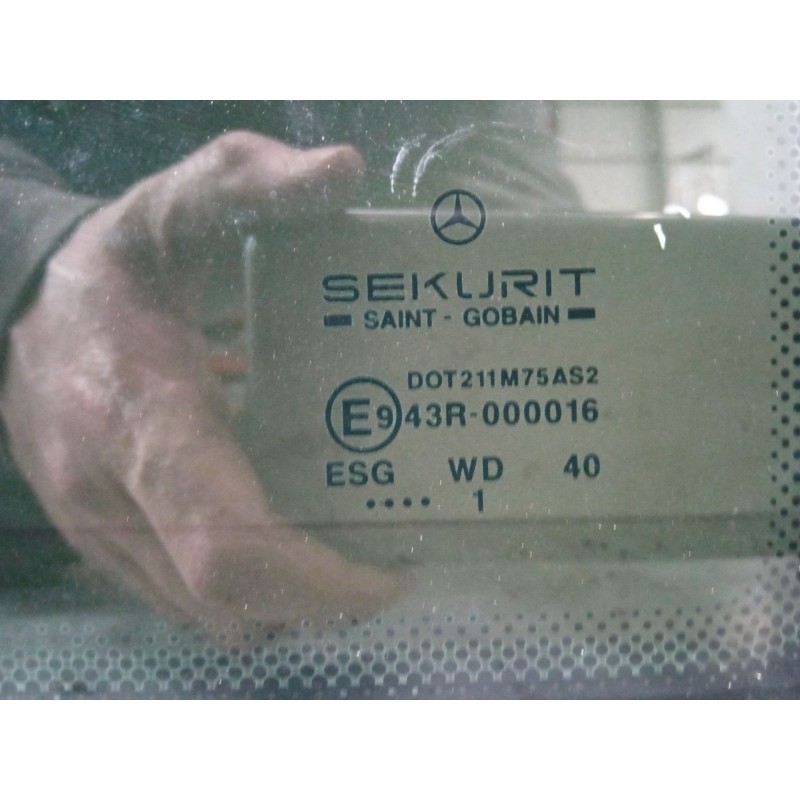 SEKURIT
SAINT - GOBAIN
DOT211M75AS2
E9 43R-000016
ESG WD 40
•••• 1